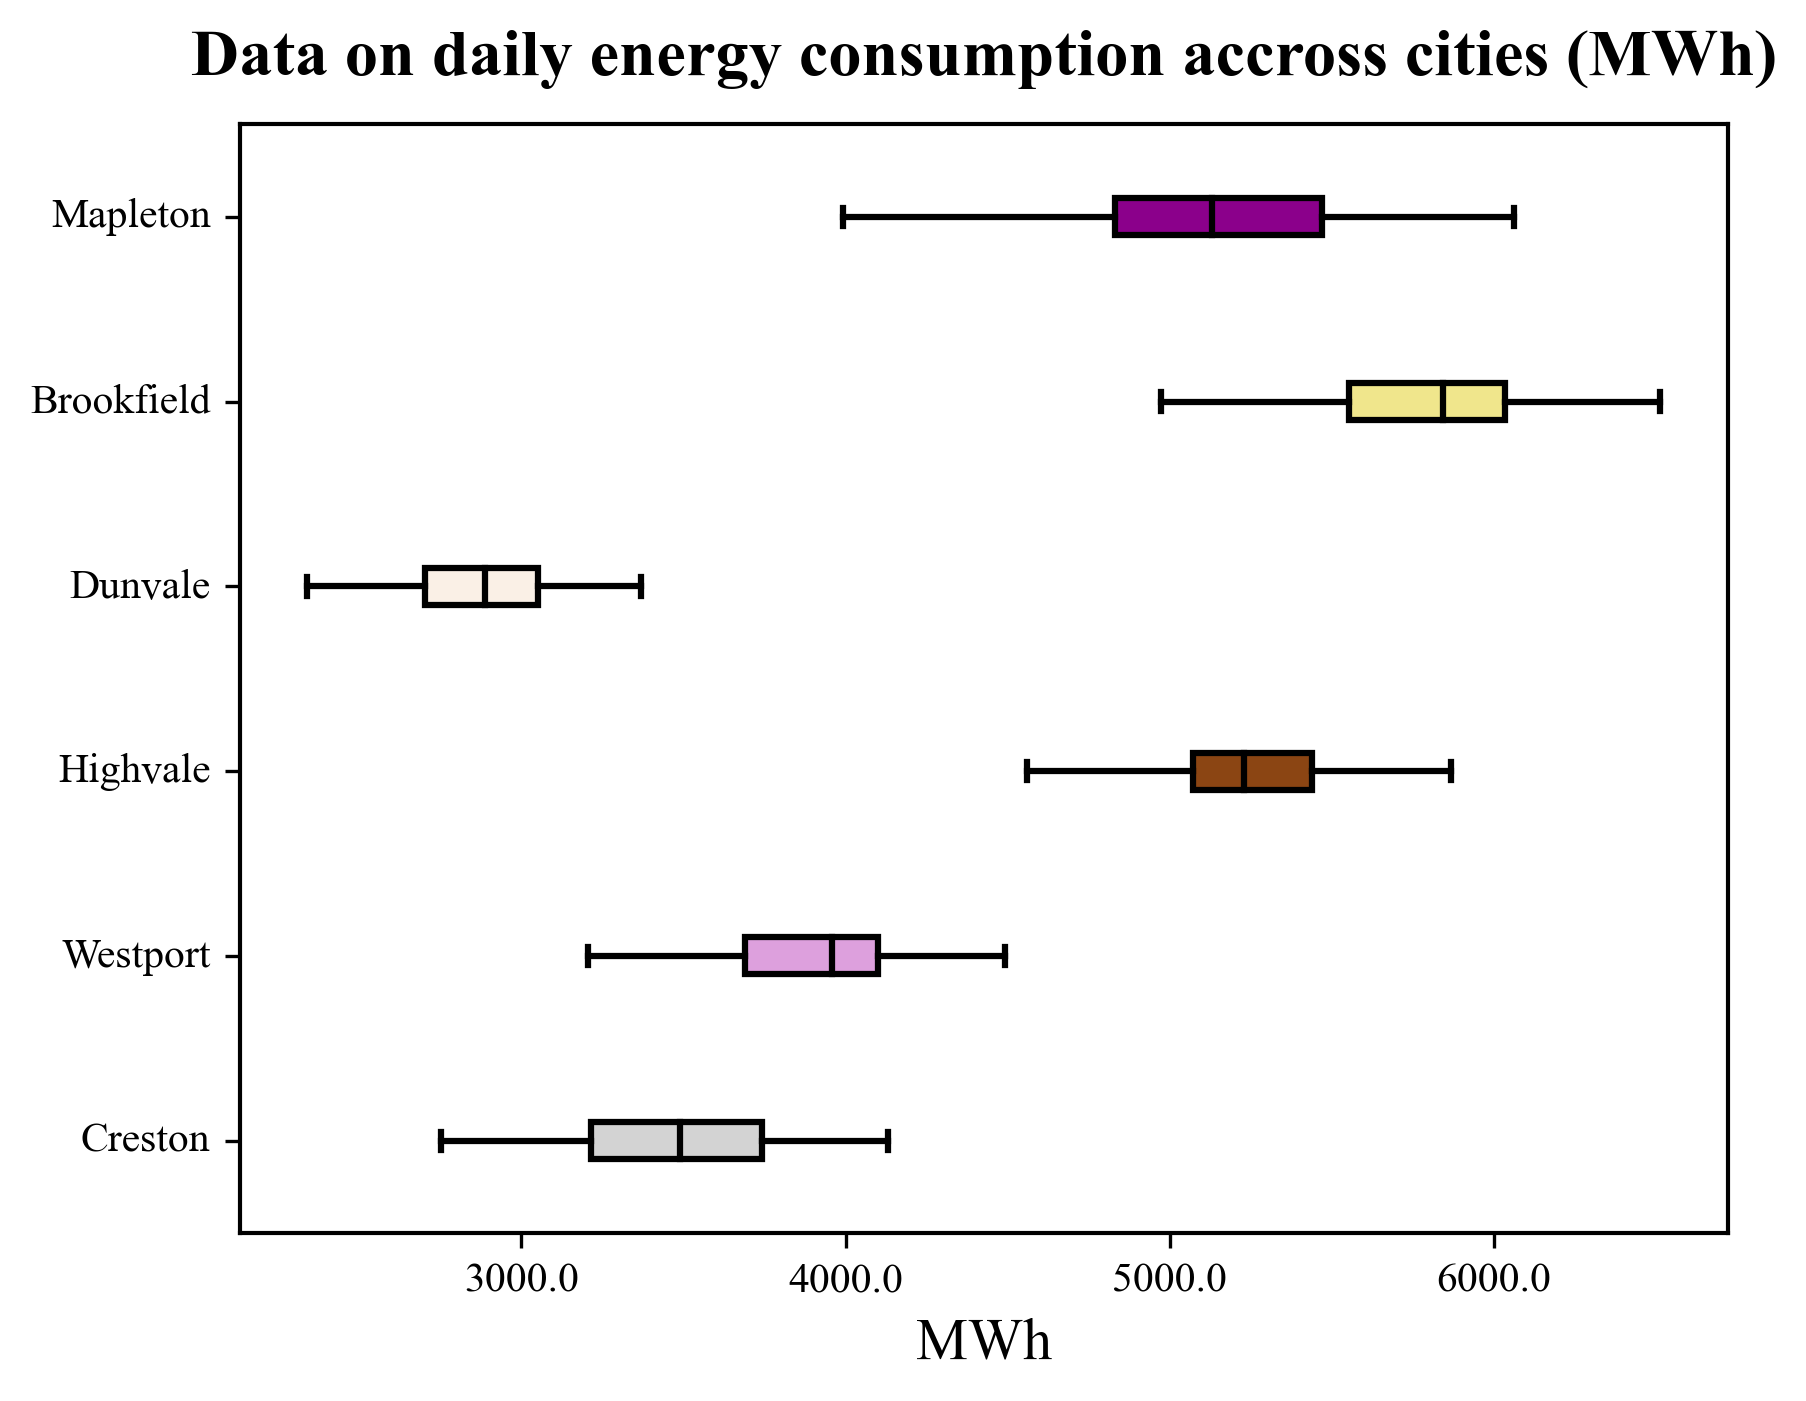 Data on daily energy consumption accross cities (MWh)
Mapleton
Brookfield
Dunvale
Highvale
Westport
Creston
3000.0 4000.0 5000.0 6000.0
MWh